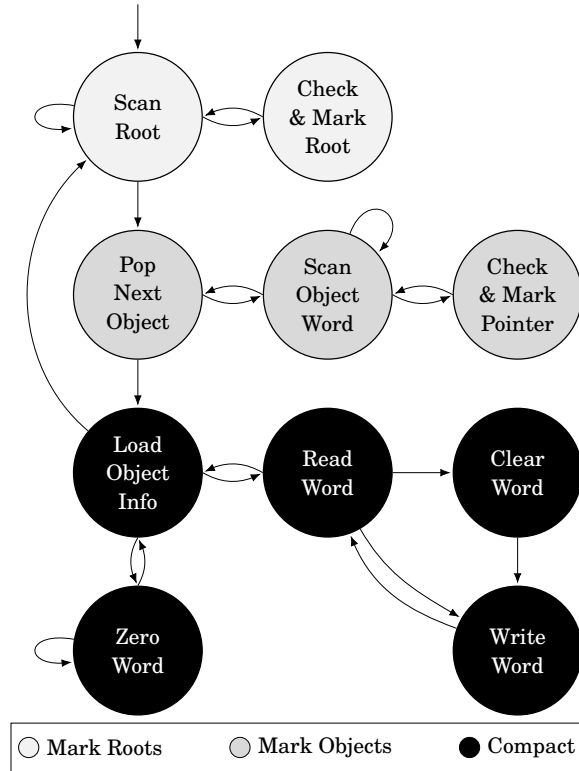 Scan
Root
Check
& Mark
Root
Pop
Next
Object
Scan
Object
Word
Check
& Mark
Pointer
Load
Object
Info
Read
Word
Clear
Word
Zero
Word
Write
Word
Mark Roots
Mark Objects
Compact